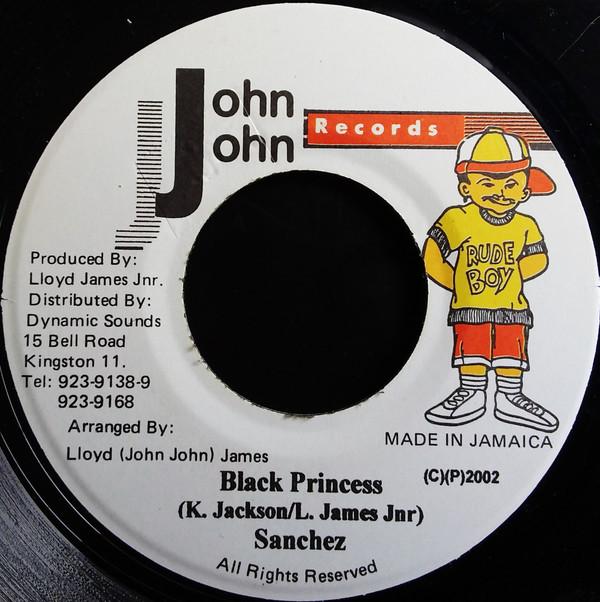 John
John
Records
RUDE
BOY
Produced By:
Lloyd James Jnr.
Distributed By:
Dynamic Sounds
15 Bell Road
Kingston 11.
Tel: 923-9138-9
923-9168
Arranged By:
Lloyd (John John) James
MADE IN JAMAICA
Black Princess
(C)(P)2002
(K. Jackson/L. James Jnr)
Sanchez
All Rights Reserved